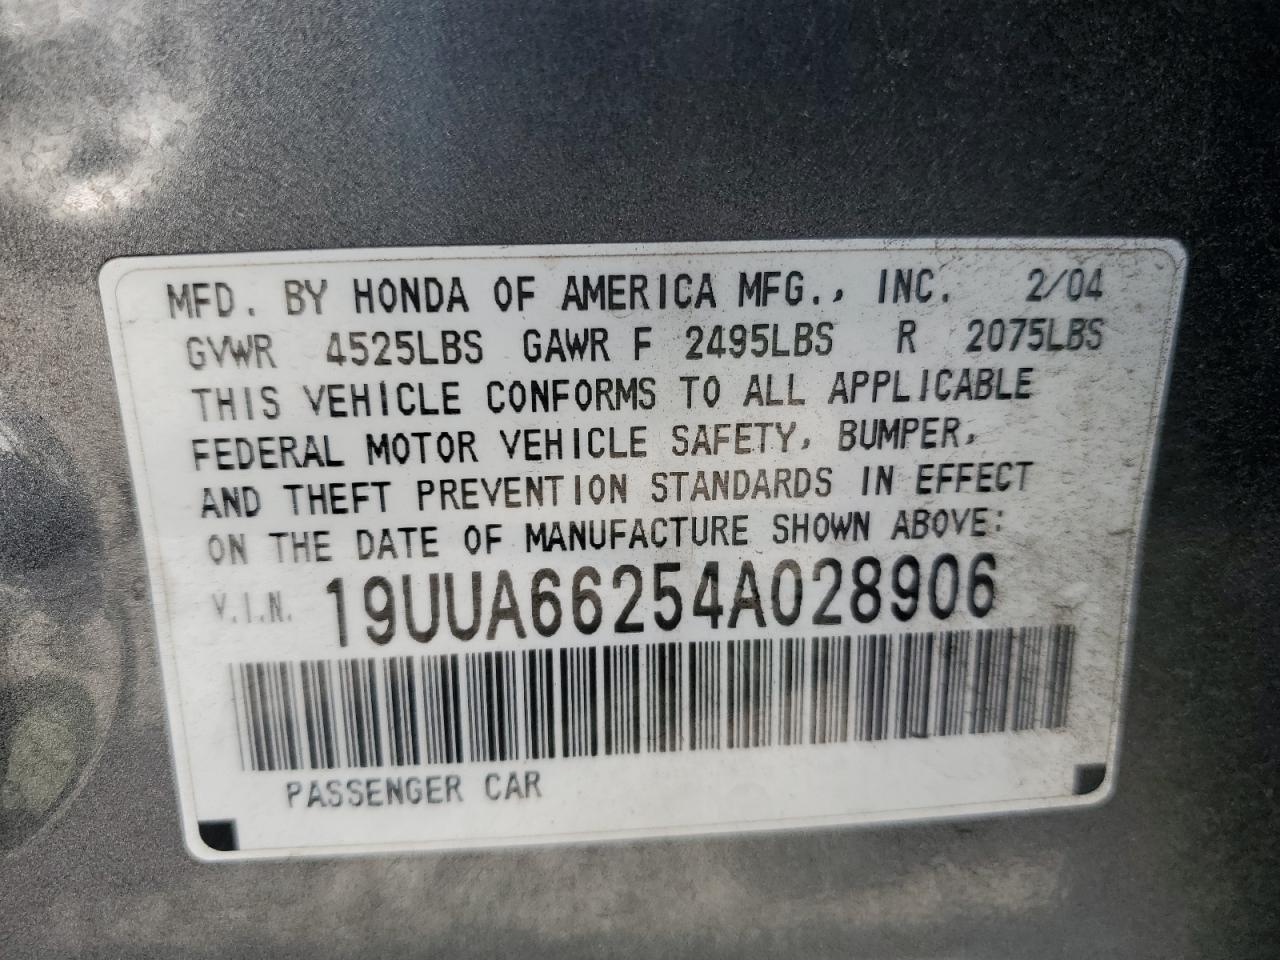 MFD. BY HONDA OF AMERICA MFG., INC. 2/04
GVWR 4525LBS GAWR F 2495LBS R 2075LBS
THIS VEHICLE CONFORMS TO ALL APPLICABLE
FEDERAL MOTOR VEHICLE SAFETY, BUMPER,
AND THEFT PREVENTION STANDARDS IN EFFECT
ON THE DATE OF MANUFACTURE SHOWN ABOVE:
V.I.N. 19UUA66254A028906
PASSENGER CAR